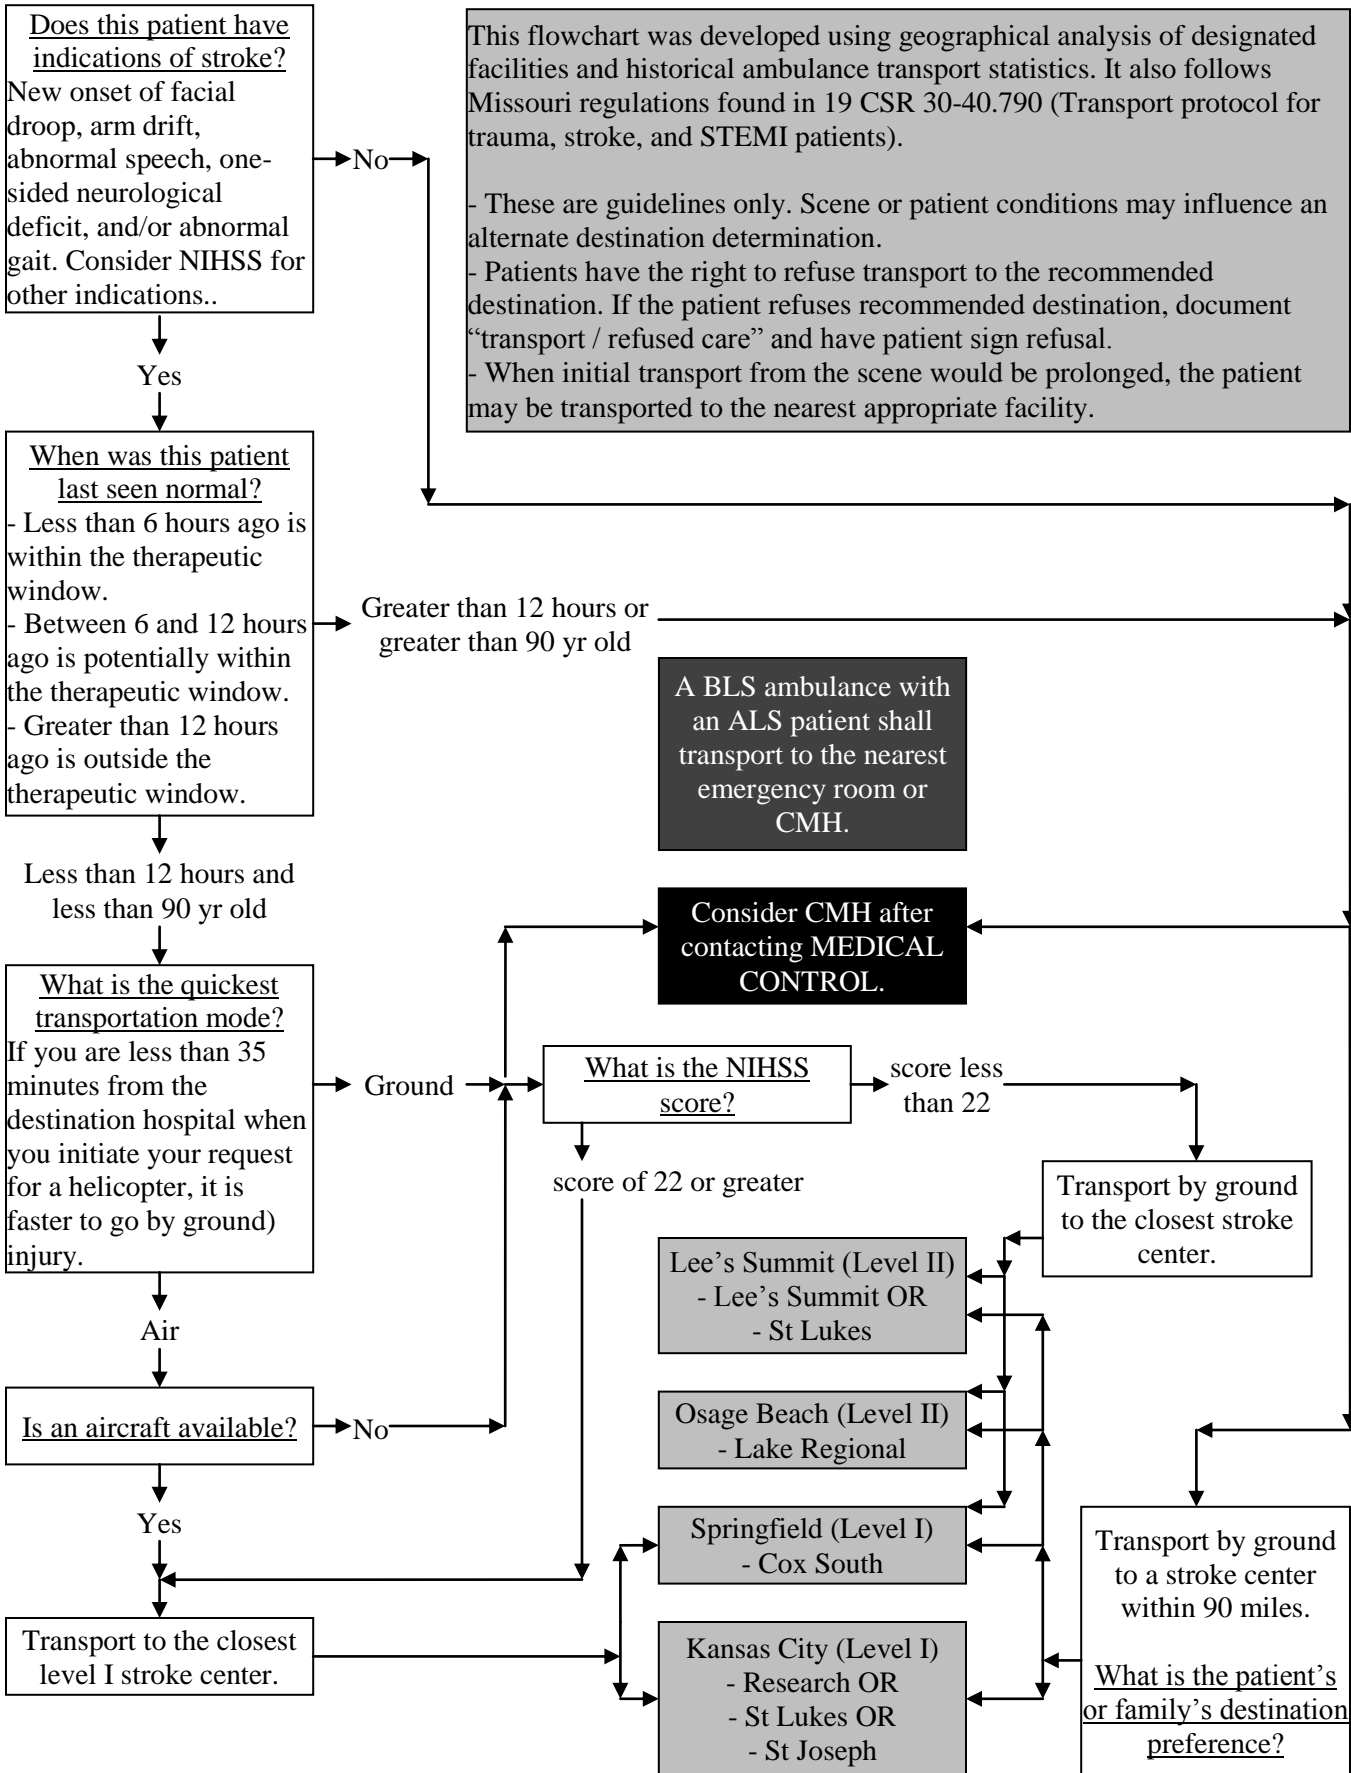 Does this patient have
indications of stroke?
New onset of facial
droop, arm drift,
abnormal speech, one-
sided neurological
deficit, and/or abnormal
gait. Consider NIHSS for
other indications..
No
This flowchart was developed using geographical analysis of designated
facilities and historical ambulance transport statistics. It also follows
Missouri regulations found in 19 CSR 30-40.790 (Transport protocol for
trauma, stroke, and STEMI patients).
- These are guidelines only. Scene or patient conditions may influence an
alternate destination determination.
- Patients have the right to refuse transport to the recommended
destination. If the patient refuses recommended destination, document
“transport / refused care” and have patient sign refusal.
- When initial transport from the scene would be prolonged, the patient
may be transported to the nearest appropriate facility.
Yes
When was this patient
last seen normal?
- Less than 6 hours ago is
within the therapeutic
window.
- Between 6 and 12 hours
ago is potentially within
the therapeutic window.
- Greater than 12 hours
ago is outside the
therapeutic window.
Greater than 12 hours or
greater than 90 yr old
A BLS ambulance with
an ALS patient shall
transport to the nearest
emergency room or
CMH.
Less than 12 hours and
less than 90 yr old
Consider CMH after
contacting MEDICAL
CONTROL.
What is the quickest
transportation mode?
If you are less than 35
minutes from the
destination hospital when
you initiate your request
for a helicopter, it is
faster to go by ground)
injury.
Ground
What is the NIHSS
score?
score less
than 22
score of 22 or greater
Transport by ground
to the closest stroke
center.
Lee’s Summit (Level II)
- Lee’s Summit OR
- St Lukes
Air
Is an aircraft available?
No
Osage Beach (Level II)
- Lake Regional
Yes
Springfield (Level I)
- Cox South
Transport by ground
to a stroke center
within 90 miles.
What is the patient’s
or family’s destination
preference?
Transport to the closest
level I stroke center.
Kansas City (Level I)
- Research OR
- St Lukes OR
- St Joseph